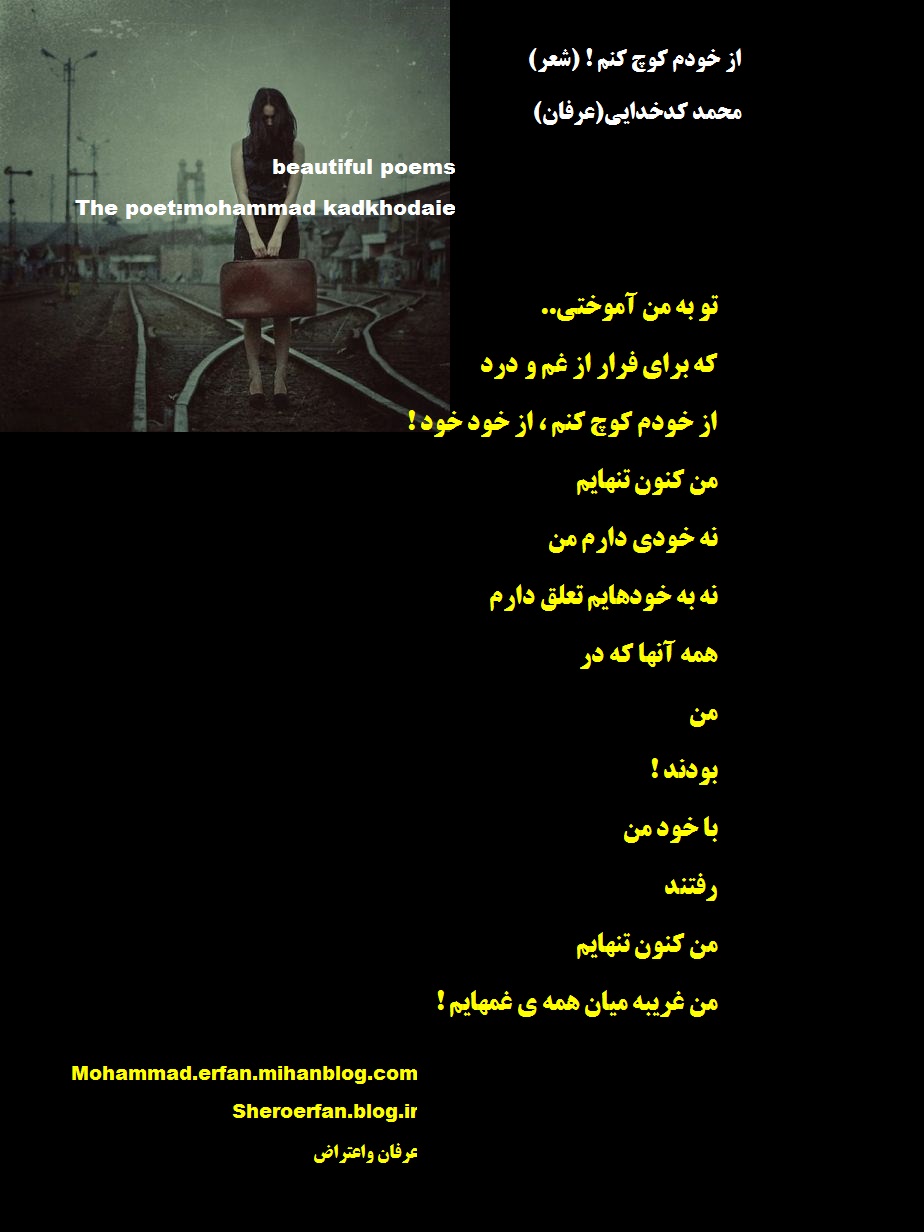 از خودم کوچ کنم ! (شعر)
محمد کدخدایی(عرفان)
beautiful poems
The poet:mohammad kadkhodaie
تو به من آموختی..
که برای فرار از غم و درد
از خودم کوچ کنم ، از خود خود !
من کنون تنهایم
نه خودی دارم من
نه به خودهایم تعلق دارم
همه آنها که در
من
بودند !
با خود من
رفتند
من کنون تنهایم
من غریبه میان همه ی غمهایم !
Mohammad.erfan.mihanblog.com
Sheroerfan.blog.ir
عرفان واعتراض